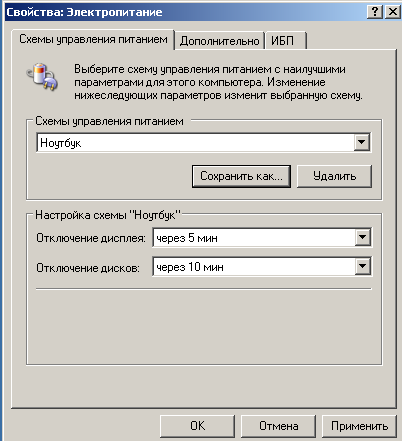 Свойства: Электропитание
Схемы управления питанием Дополнительно ИБП
Выберите схему управления питанием с наилучшими
параметрами для этого компьютера. Изменение
нижеследующих параметров изменит выбранную схему.
Схемы управления питанием
Ноутбук
Сохранить как... Удалить
Настройка схемы "Ноутбук"
Отключение дисплея: через 5 мин
Отключение дисков: через 10 мин
OK Отмена Применить